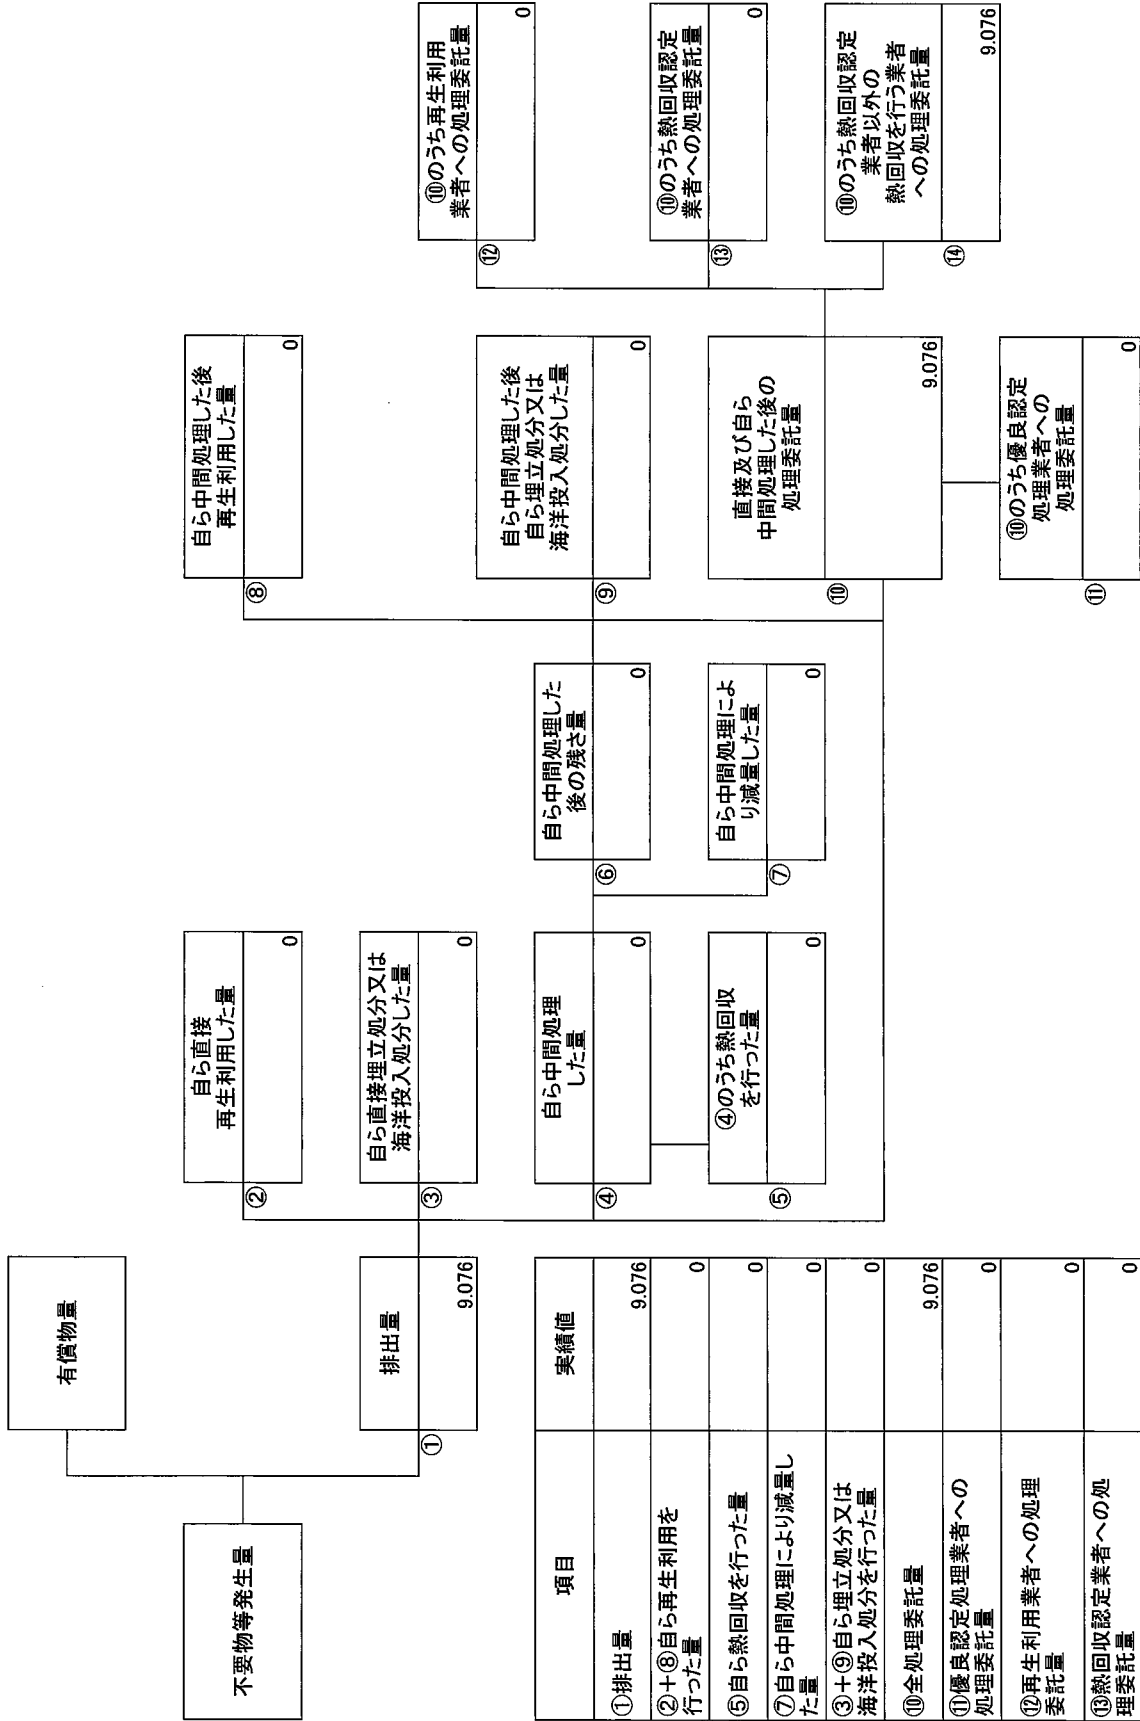 不要物等発生量
有償物量
①
排出量
9.076
②
自ら直接
再生利用した量
0
③
自ら直接埋立処分又は
海洋投入処分した量
0
④
自ら中間処理
した量
0
⑤
④のうち熱回収
を行った量
0
⑥
自ら中間処理した
後の残さ量
0
⑦
自ら中間処理によ
り減量した量
0
⑧
自ら中間処理した後
再生利用した量
0
⑨
自ら中間処理した後
自ら埋立処分又は
海洋投入処分した量
0
⑩
直接及び自ら
中間処理した後の
処理委託量
9.076
⑪
⑩のうち優良認定
処理業者への
処理委託量
0
⑫
⑩のうち再生利用
業者への処理委託量
0
⑬
⑩のうち熱回収認定
業者への処理委託量
0
⑭
⑩のうち熱回収認定
業者以外の
熱回収を行う業者
への処理委託量
9.076
項目 実績値
①排出量 9.076
②+⑧自ら再生利用を
行った量 0
⑤自ら熱回収を行った量 0
⑦自ら中間処理により減量し
た量 0
③+⑨自ら埋立処分又は
海洋投入処分を行った量 0
⑩全処理委託量 9.076
⑪優良認定処理業者への
処理委託量 0
⑫再生利用業者への処理
委託量 0
⑬熱回収認定業者への処
理委託量 0